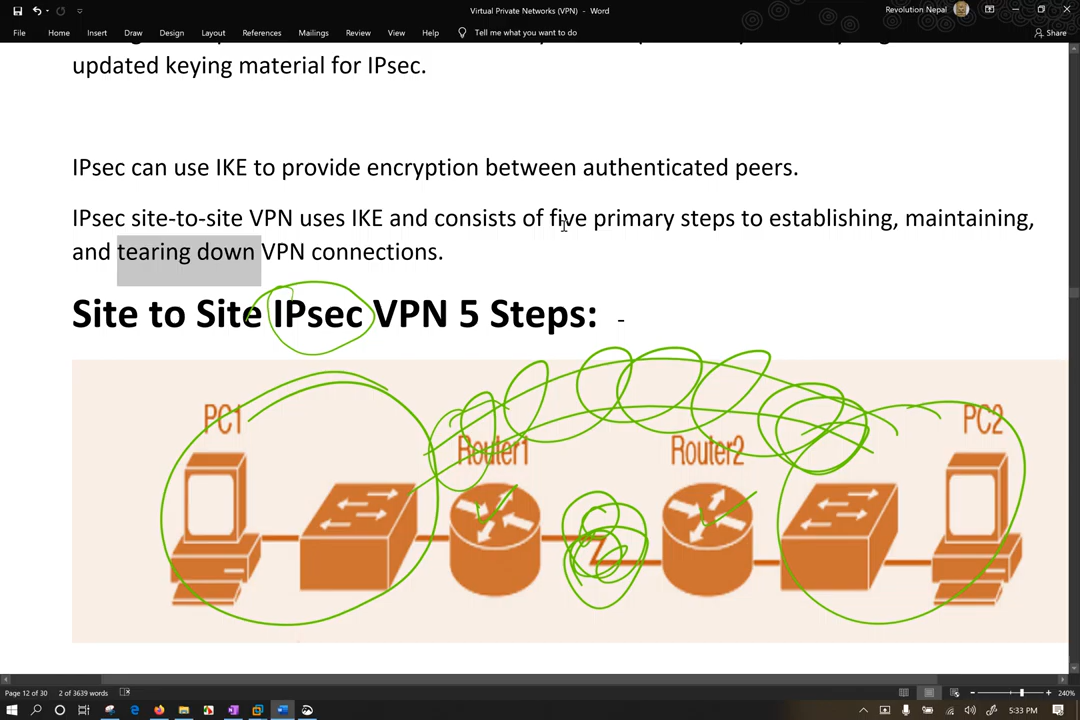 Virtual Private Networks (VPN) - Word
Revolution Nepal
File Home Insert Draw Design Layout References Mailings Review View Help Tell me what you want to do Share
updated keying material for IPsec.
IPsec can use IKE to provide encryption between authenticated peers.
IPsec site-to-site VPN uses IKE and consists of five primary steps to establishing, maintaining,
and tearing down VPN connections.
Site to Site IPsec VPN 5 Steps: -
PC1
Router1
Router2
PC2
Page 12 of 30 2 of 3639 words 240%
5:33 PM